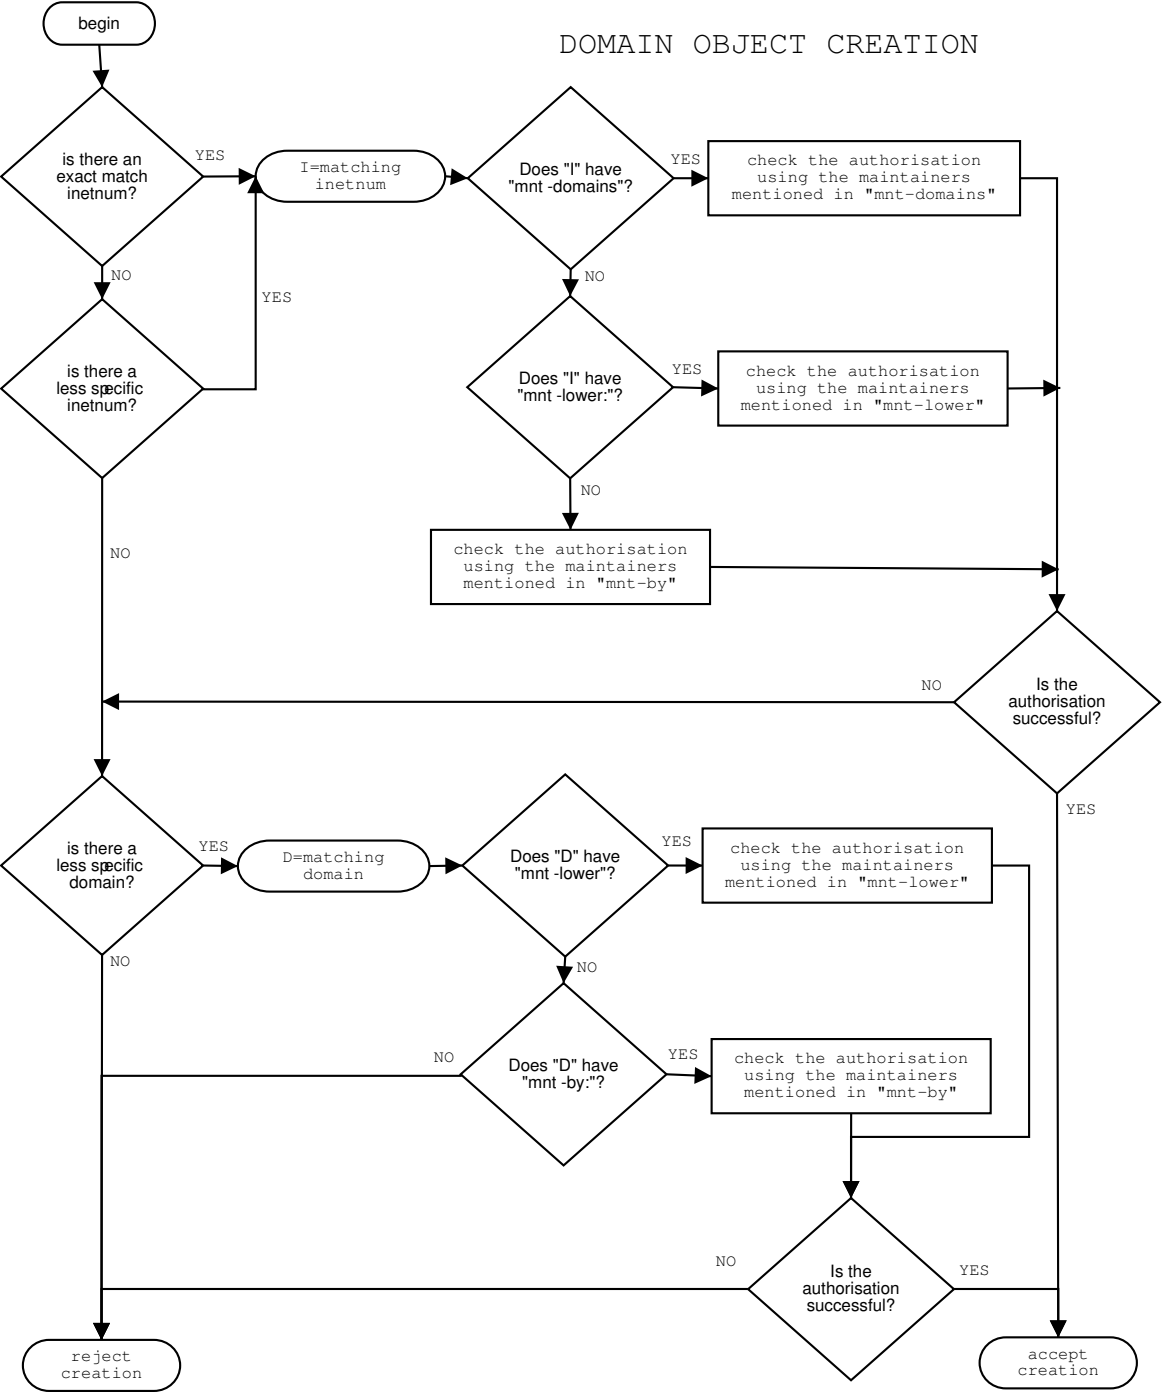 begin
DOMAIN OBJECT CREATION
is there an
exact match
inetnum?
YES
I=matching
inetnum
Does "I" have
"mnt -domains"?
YES
check the authorisation
using the maintainers
mentioned in "mnt-domains"
NO
NO
YES
is there a
less specific
inetnum?
Does "I" have
"mnt -lower:"?
YES
check the authorisation
using the maintainers
mentioned in "mnt-lower"
NO
NO
check the authorisation
using the maintainers
mentioned in "mnt-by"
NO
Is the
authorisation
successful?
YES
is there a
less specific
domain?
YES
D=matching
domain
Does "D" have
"mnt -lower"?
YES
check the authorisation
using the maintainers
mentioned in "mnt-lower"
NO
NO
NO
Does "D" have
"mnt -by:"?
YES
check the authorisation
using the maintainers
mentioned in "mnt-by"
NO
Is the
authorisation
successful?
YES
reject
creation
accept
creation